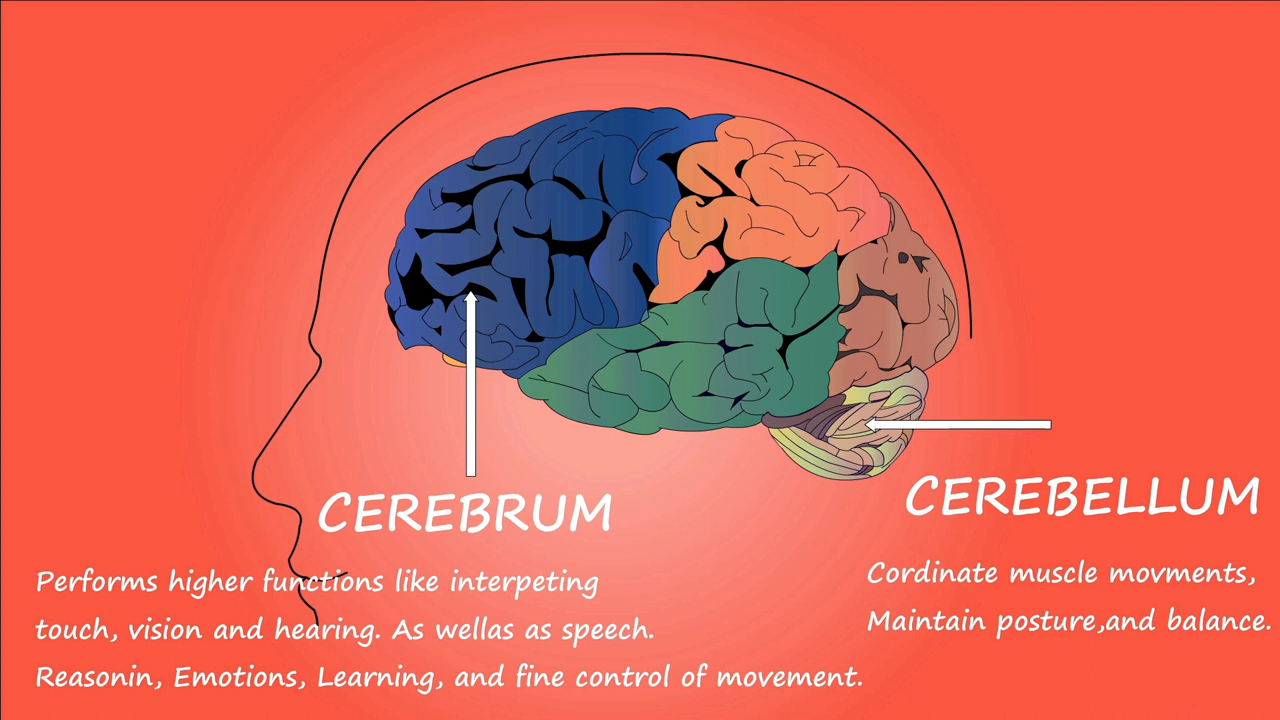 CEREBRUM
Performs higher functions like interpeting
touch, vision and hearing. As wellas as speech.
Reasonin, Emotions, Learning, and fine control of movement.
CEREBELLUM
Cordinate muscle movments,
Maintain posture,and balance.